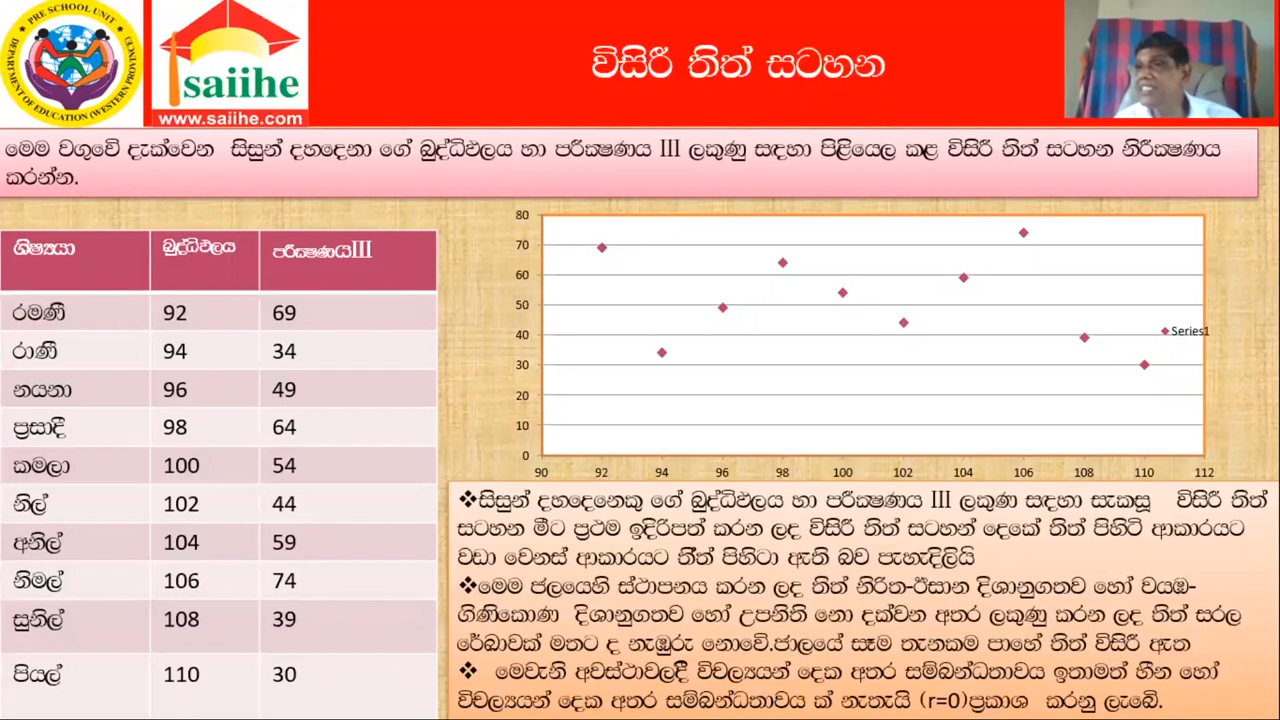 PRE SCHOOL UNIT
DEPARTMENT OF EDUCATION (WESTERN PROVINCE)
saiihe
www.saiihe.com
විසිරී තිත් සටහන
මෙම වගුවේ දැක්වෙන සිසුන් දහදෙනා ගේ බුද්ධිඵලය හා පරීක්ෂණය III ලකුණු සඳහා පිළියෙල කළ විසිරී තිත් සටහන නිරීක්ෂණය
කරන්න.
ශිෂ්‍යයා බුද්ධිඵලය පරීක්ෂණයIII
රමණී 92 69
රාණී 94 34
නයනා 96 49
ප්‍රසාදී 98 64
කමලා 100 54
නිල් 102 44
අනිල් 104 59
නිමල් 106 74
සුනිල් 108 39
පියල් 110 30
80
70
60
50
40
30
20
10
0
90 92 94 96 98 100 102 104 106 108 110 112
Series1
❖සිසුන් දහදෙනෙකු ගේ බුද්ධිඵලය හා පරීක්ෂණය III ලකුණ සඳහා සැකසූ විසිරී තිත්
සටහන මීට ප්‍රථම ඉදිරිපත් කරන ලද විසිරී තිත් සටහන් දෙකේ තිත් පිහිටි ආකාරයට
වඩා වෙනස් ආකාරයට තිත් පිහිටා ඇති බව පැහැදිලියි
❖මෙම ජලයෙහි ස්ථාපනය කරන ලද තිත් නිරිත-ඊසාන දිශානුගතව හෝ වයඹ-
ගිණිකොණ දිශානුගතව හෝ උපනිති නො දක්වන අතර ලකුණු කරන ලද තිත් සරල
රේඛාවක් මතට ද නැඹුරු නොවේ.ජාලයේ සෑම තැනකම පාහේ තිත් විසිරී ඇත
❖ මෙවැනි අවස්ථාවලදී විචල්‍යයන් දෙක අතර සම්බන්ධතාවය ඉතාමත් හීන හෝ
විචල්‍යයන් දෙක අතර සම්බන්ධතාවය ක් නැතැයි (r=0)ප්‍රකාශ කරනු ලැබේ.